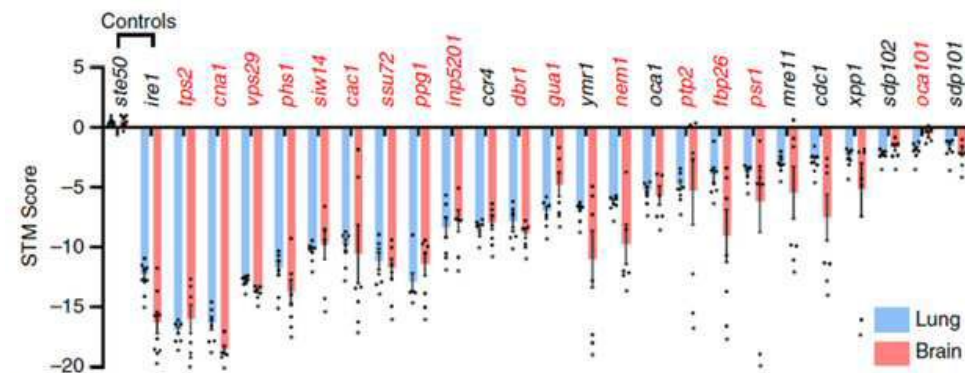 Controls
ste50
ire1
tps2
cna1
vps29
phs1
siw14
cac1
ssu72
ppg1
inp5201
ccr4
dbr1
gua1
ymr1
nem1
oca1
ptp2
fbp26
psr1
mre11
cdc1
xpp1
sdp102
oca101
sdp101
5
0
−5
−10
−15
−20
STM Score
Lung
Brain